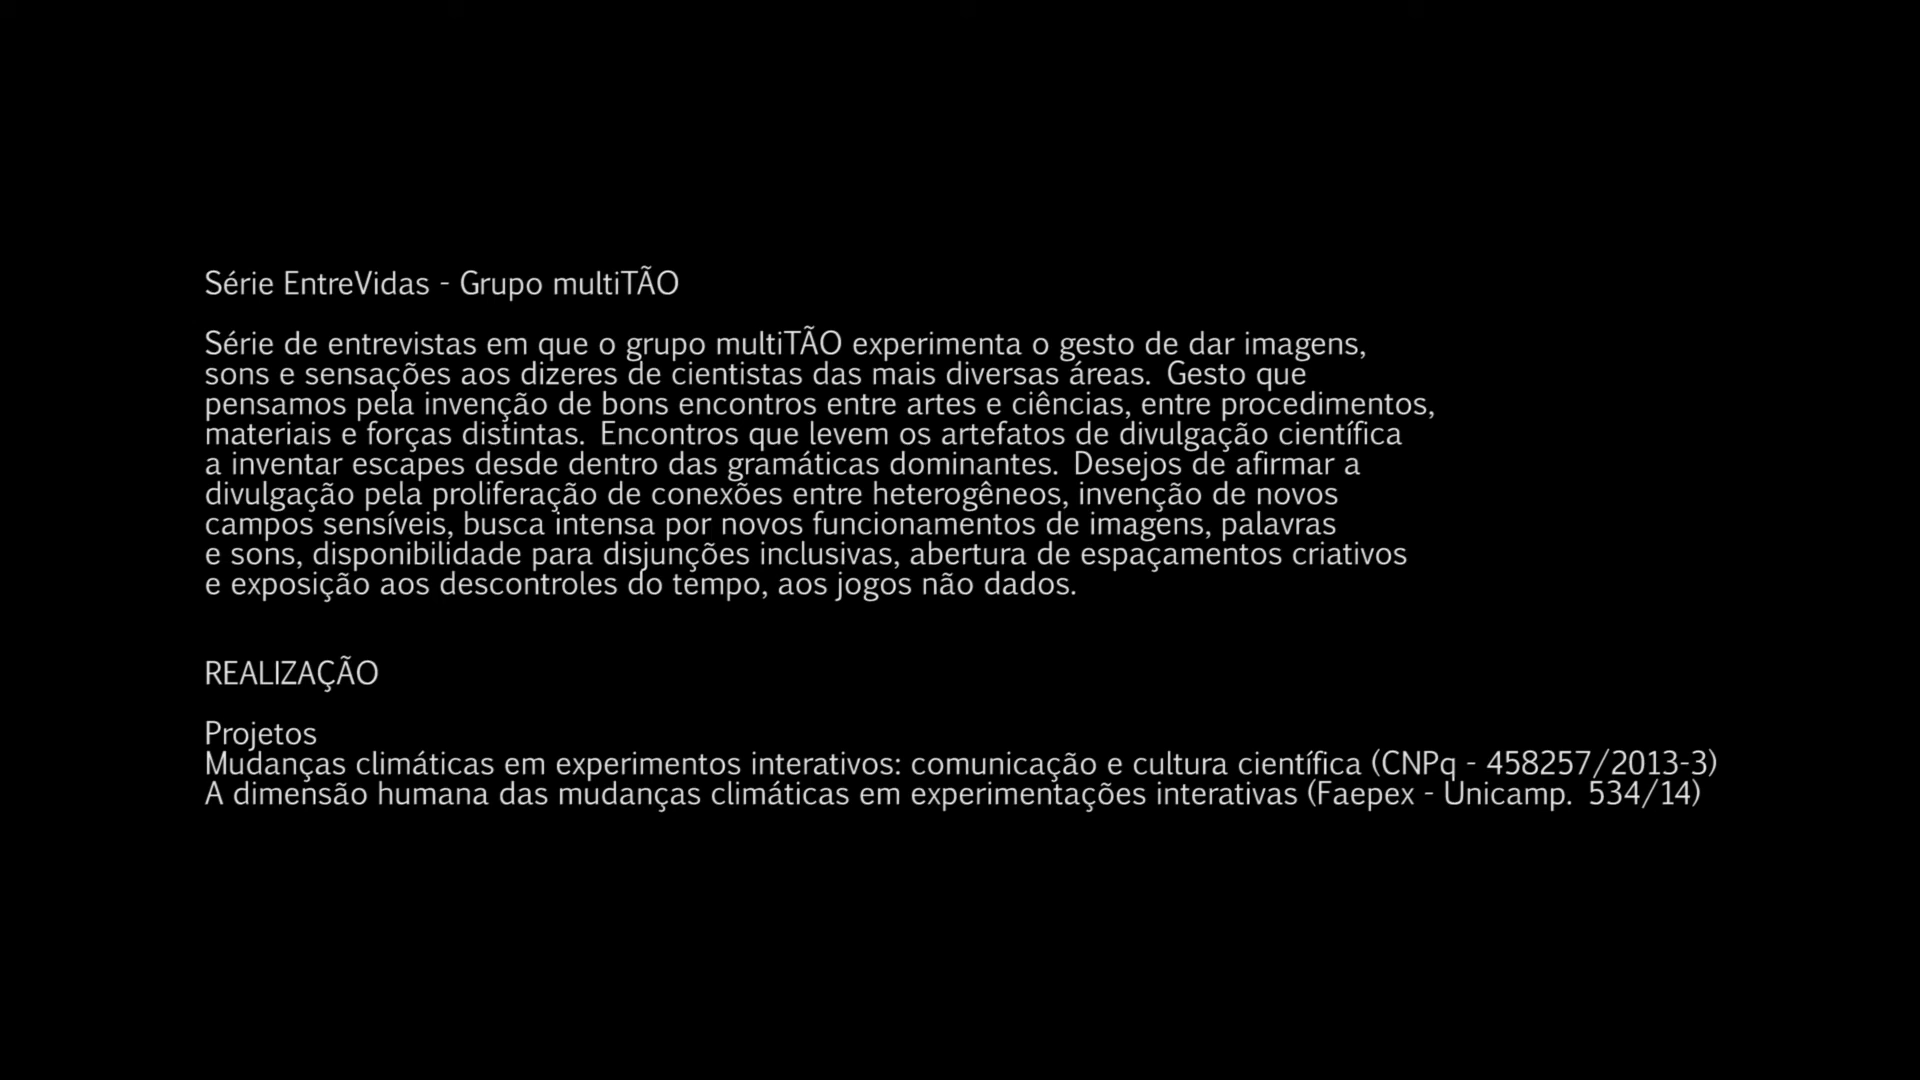 Série EntreVidas - Grupo multiTÃO
Série de entrevistas em que o grupo multiTÃO experimenta o gesto de dar imagens,
sons e sensações aos dizeres de cientistas das mais diversas áreas. Gesto que
pensamos pela invenção de bons encontros entre artes e ciências, entre procedimentos,
materiais e forças distintas. Encontros que levem os artefatos de divulgação científica
a inventar escapes desde dentro das gramáticas dominantes. Desejos de afirmar a
divulgação pela proliferação de conexões entre heterogêneos, invenção de novos
campos sensíveis, busca intensa por novos funcionamentos de imagens, palavras
e sons, disponibilidade para disjunções inclusivas, abertura de espaçamentos criativos
e exposição aos descontroles do tempo, aos jogos não dados.
REALIZAÇÃO
Projetos
Mudanças climáticas em experimentos interativos: comunicação e cultura científica (CNPq - 458257/2013-3)
A dimensão humana das mudanças climáticas em experimentações interativas (Faepex - Unicamp. 534/14)